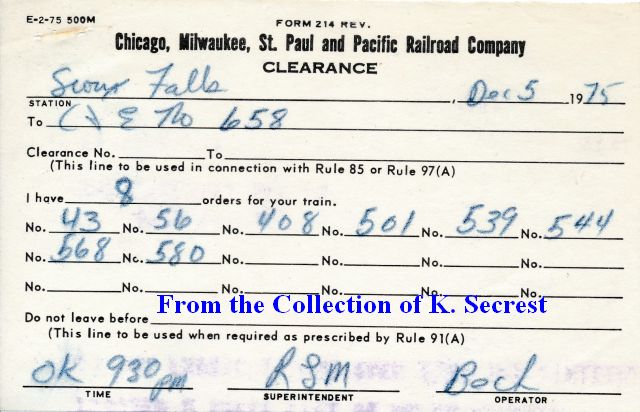 E-2-75 500M
FORM 214 REV.
Chicago, Milwaukee, St. Paul and Pacific Railroad Company
CLEARANCE
Sioux Falls, Dec 5 1975
STATION
To C & E No 658
Clearance No. To
(This line to be used in connection with Rule 85 or Rule 97(A)
I have 8 orders for your train.
No. 43 No. 56 No. 408 No. 501 No. 539 No. 544
No. 568 No. 580 No. No. No. No.
No. No. No. No. No. No.
From the Collection of K. Secrest
Do not leave before
(This line to be used when required as prescribed by Rule 91(A)
OK 930 pm RSM Boch
TIME SUPERINTENDENT OPERATOR